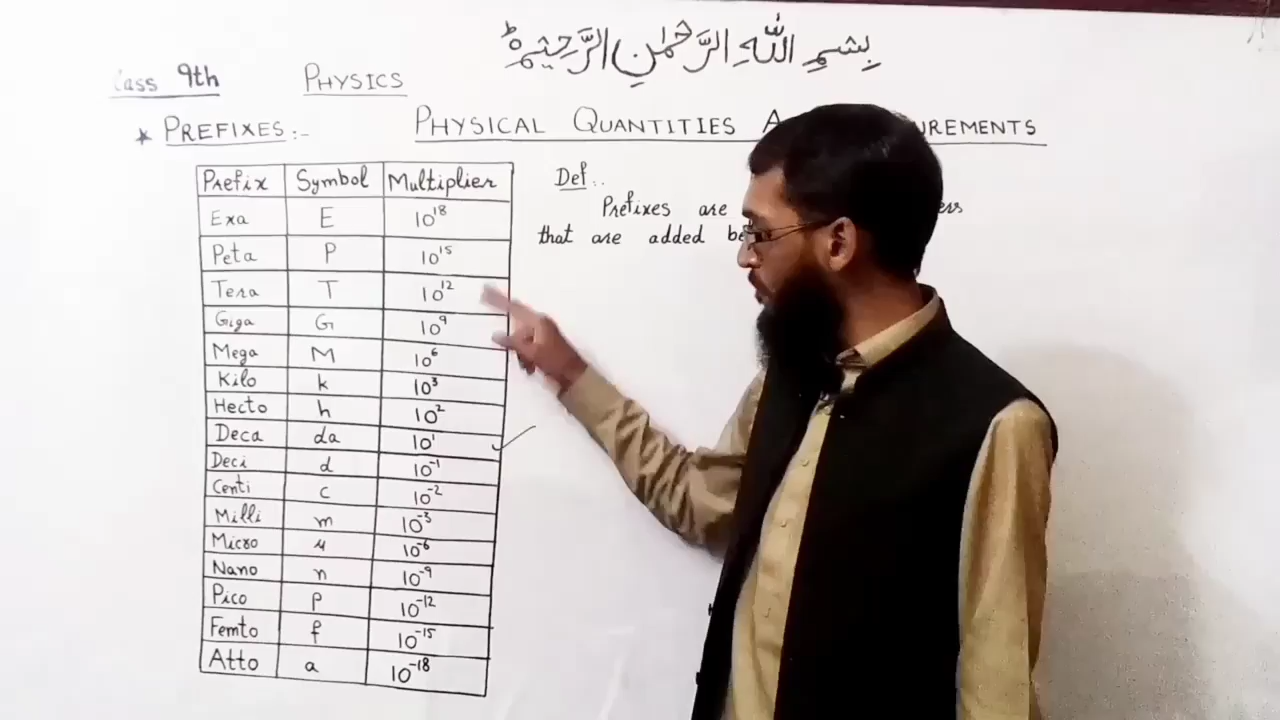 بِسْمِ اللّٰهِ الرَّحْمٰنِ الرَّحِيْمِ
Class 9th PHYSICS
* PREFIXES :-
PHYSICAL QUANTITIES
Prefix Symbol Multiplier
Exa E 10¹⁸
Peta P 10¹⁵
Tera T 10¹²
Giga G 10⁹
Mega M 10⁶
Kilo k 10³
Hecto h 10²
Deca da 10¹
Deci d 10⁻¹
Centi c 10⁻²
Milli m 10⁻³
Micro μ 10⁻⁶
Nano n 10⁻⁹
Pico p 10⁻¹²
Femto f 10⁻¹⁵
Atto a 10⁻¹⁸
Def :.
Prefixes are
that are added